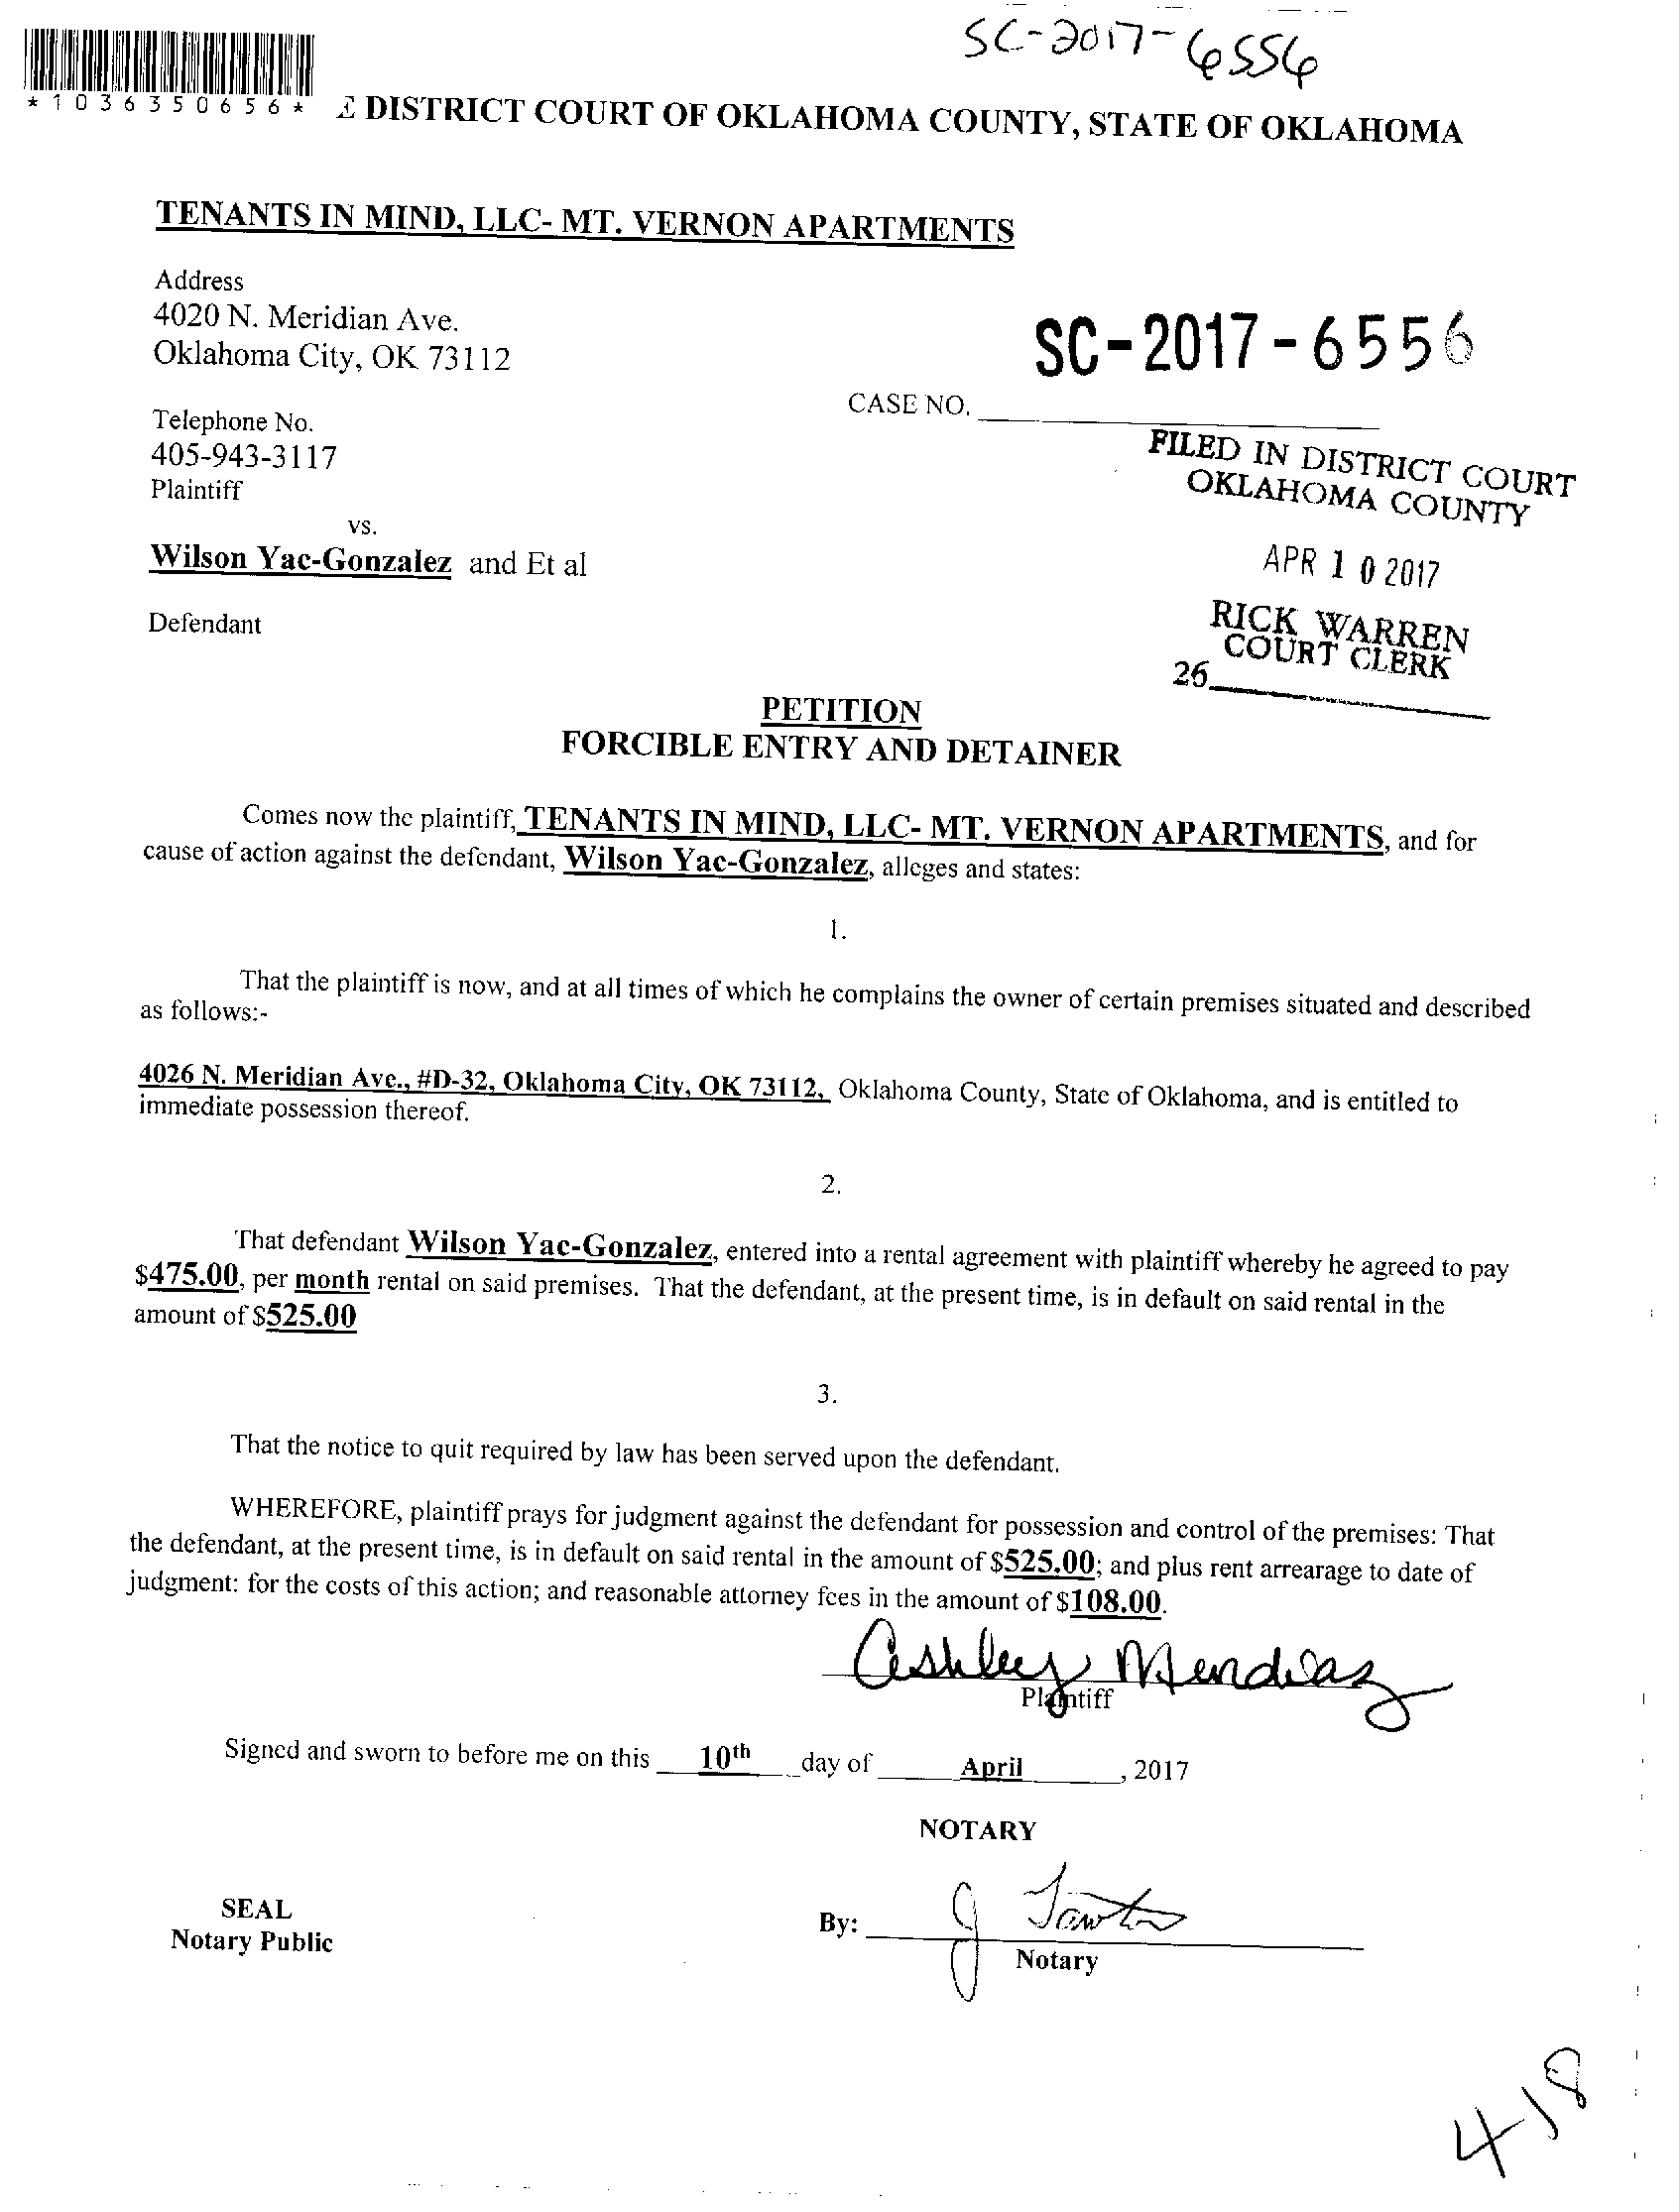 SC-2017-6556
*1036350656*
E DISTRICT COURT OF OKLAHOMA COUNTY, STATE OF OKLAHOMA
TENANTS IN MIND, LLC- MT. VERNON APARTMENTS
Address
4020 N. Meridian Ave.
Oklahoma City, OK 73112
SC-2017-6556
CASE NO.
Telephone No.
405-943-3117
Plaintiff
FILED IN DISTRICT COURT
OKLAHOMA COUNTY
vs.
Wilson Yac-Gonzalez and Et al
APR 10 2017
Defendant
RICK WARREN
COURT CLERK
26
PETITION
FORCIBLE ENTRY AND DETAINER
Comes now the plaintiff, TENANTS IN MIND, LLC- MT. VERNON APARTMENTS, and for
cause of action against the defendant, Wilson Yac-Gonzalez, alleges and states:
1.
That the plaintiff is now, and at all times of which he complains the owner of certain premises situated and described
as follows:-
4026 N. Meridian Ave., #D-32, Oklahoma City, OK 73112, Oklahoma County, State of Oklahoma, and is entitled to
immediate possession thereof.
2.
That defendant Wilson Yac-Gonzalez, entered into a rental agreement with plaintiff whereby he agreed to pay
$475.00, per month rental on said premises. That the defendant, at the present time, is in default on said rental in the
amount of $525.00
3.
That the notice to quit required by law has been served upon the defendant.
WHEREFORE, plaintiff prays for judgment against the defendant for possession and control of the premises: That
the defendant, at the present time, is in default on said rental in the amount of $525.00; and plus rent arrearage to date of
judgment: for the costs of this action; and reasonable attorney fees in the amount of $108.00.
Ashley Mendias
Plaintiff
Signed and sworn to before me on this 10th day of April, 2017
NOTARY
SEAL
Notary Public
By: J
Notary
4-18